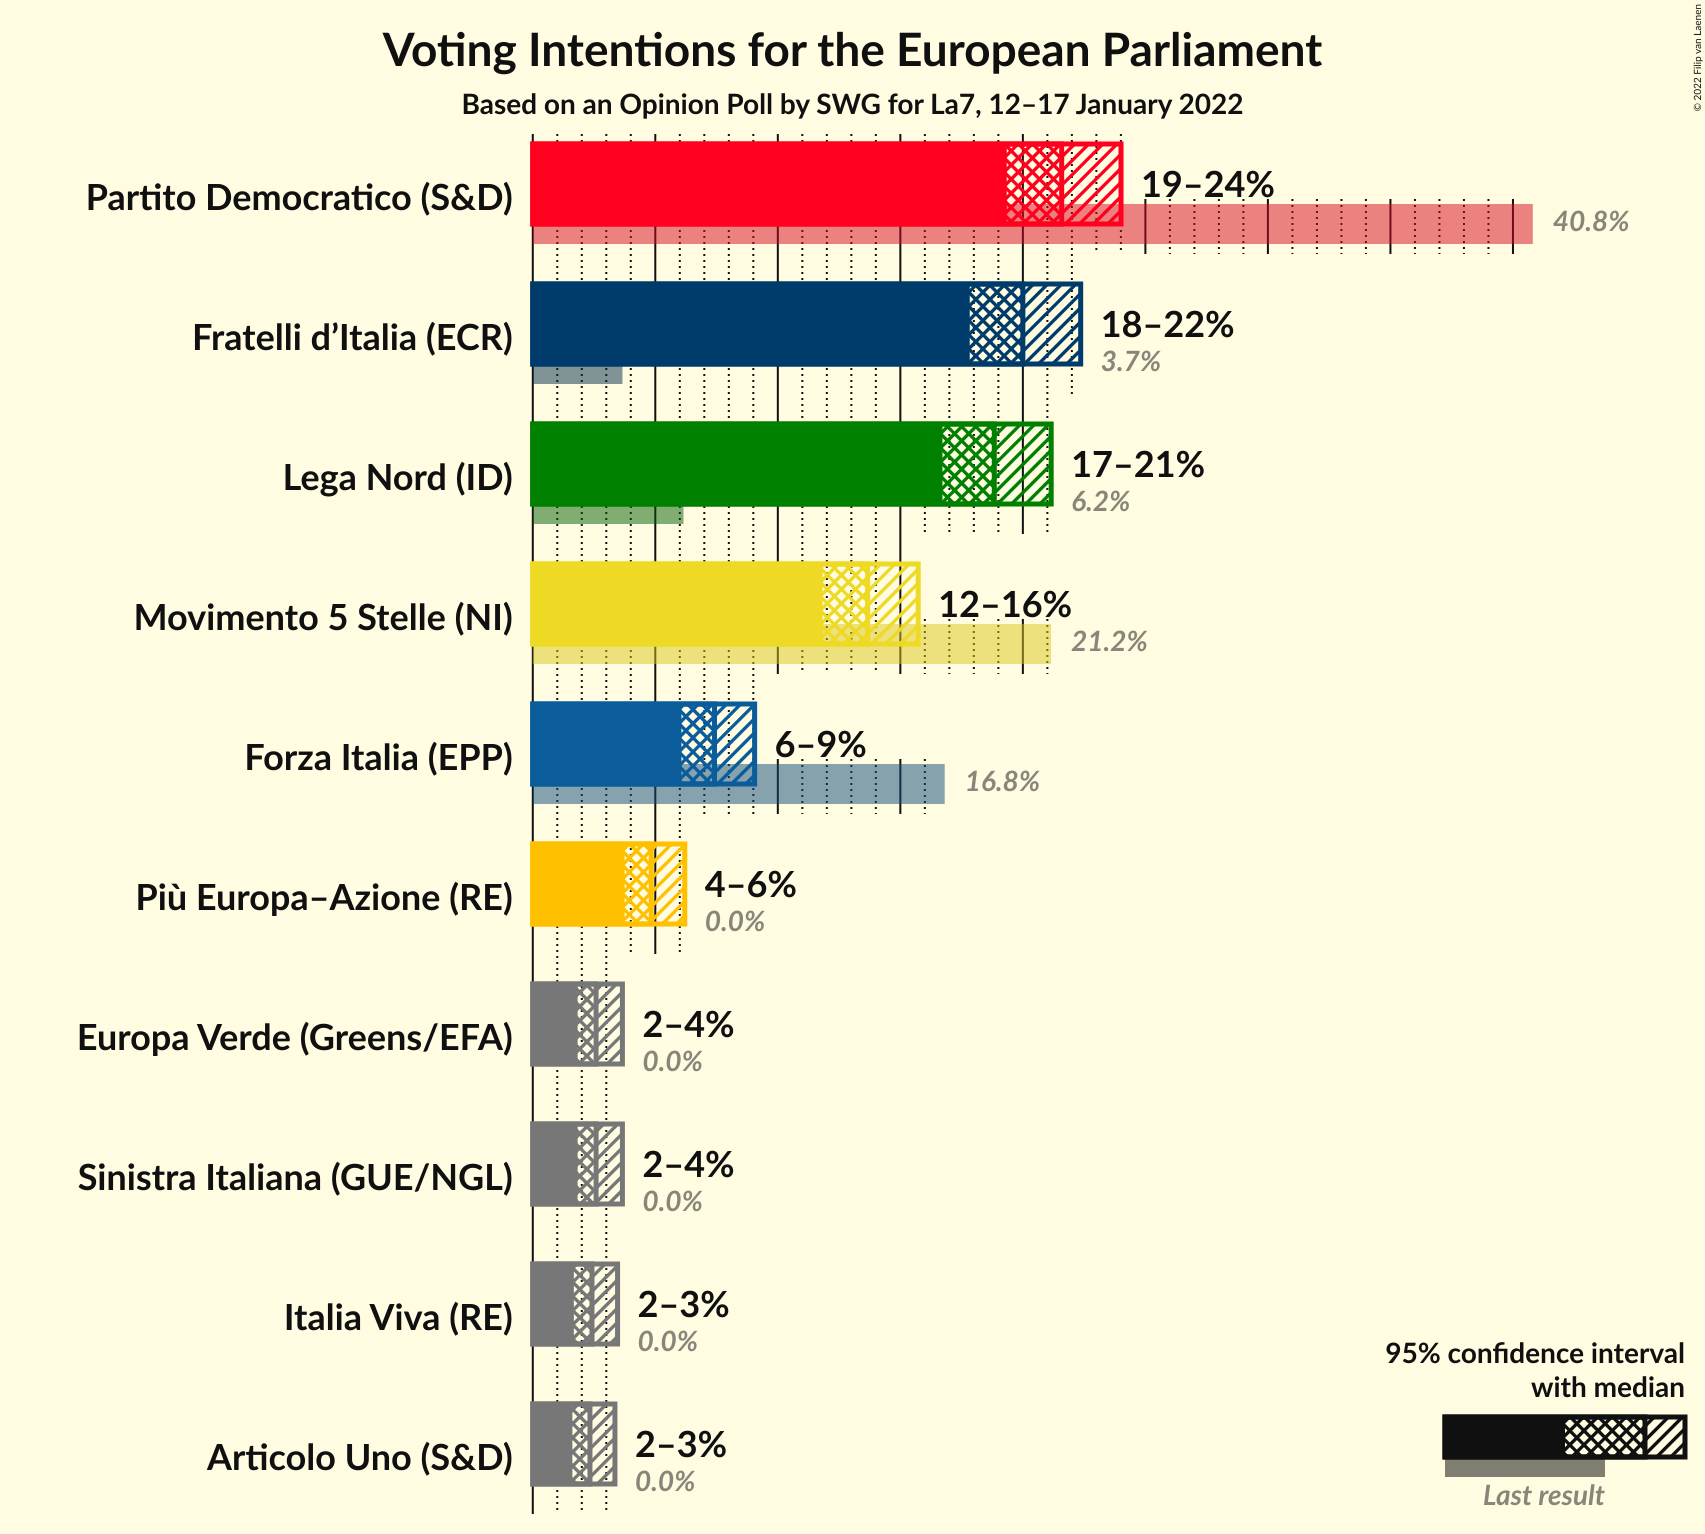 Voting Intentions for the European Parliament
Based on an Opinion Poll by SWG for La7, 12–17 January 2022
© 2022 Filip van Laenen
Partito Democratico (S&D)
19–24%
40.8%
Fratelli d’Italia (ECR)
18–22%
3.7%
Lega Nord (ID)
17–21%
6.2%
Movimento 5 Stelle (NI)
12–16%
21.2%
Forza Italia (EPP)
6–9%
16.8%
Più Europa–Azione (RE)
4–6%
0.0%
Europa Verde (Greens/EFA)
2–4%
0.0%
Sinistra Italiana (GUE/NGL)
2–4%
0.0%
Italia Viva (RE)
2–3%
0.0%
Articolo Uno (S&D)
2–3%
0.0%
95% confidence interval
with median
Last result